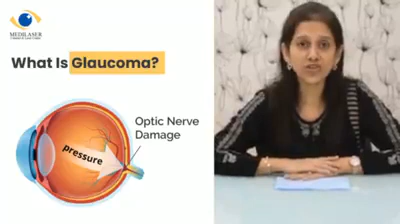 MEDILASER
What Is Glaucoma?
Optic Nerve
Damage
pressure